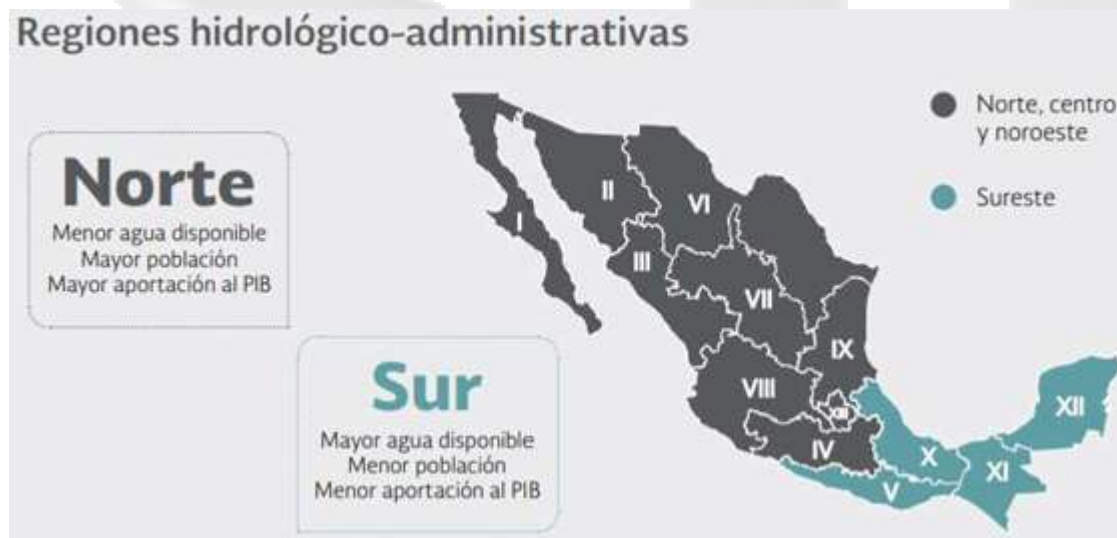 Regiones hidrológico-administrativas
Norte, centro
y noroeste
Sureste
Norte
Menor agua disponible
Mayor población
Mayor aportación al PIB
Sur
Mayor agua disponible
Menor población
Menor aportación al PIB
I
II
VI
III
VII
IX
VIII
XIII
IV
X
V
XI
XII